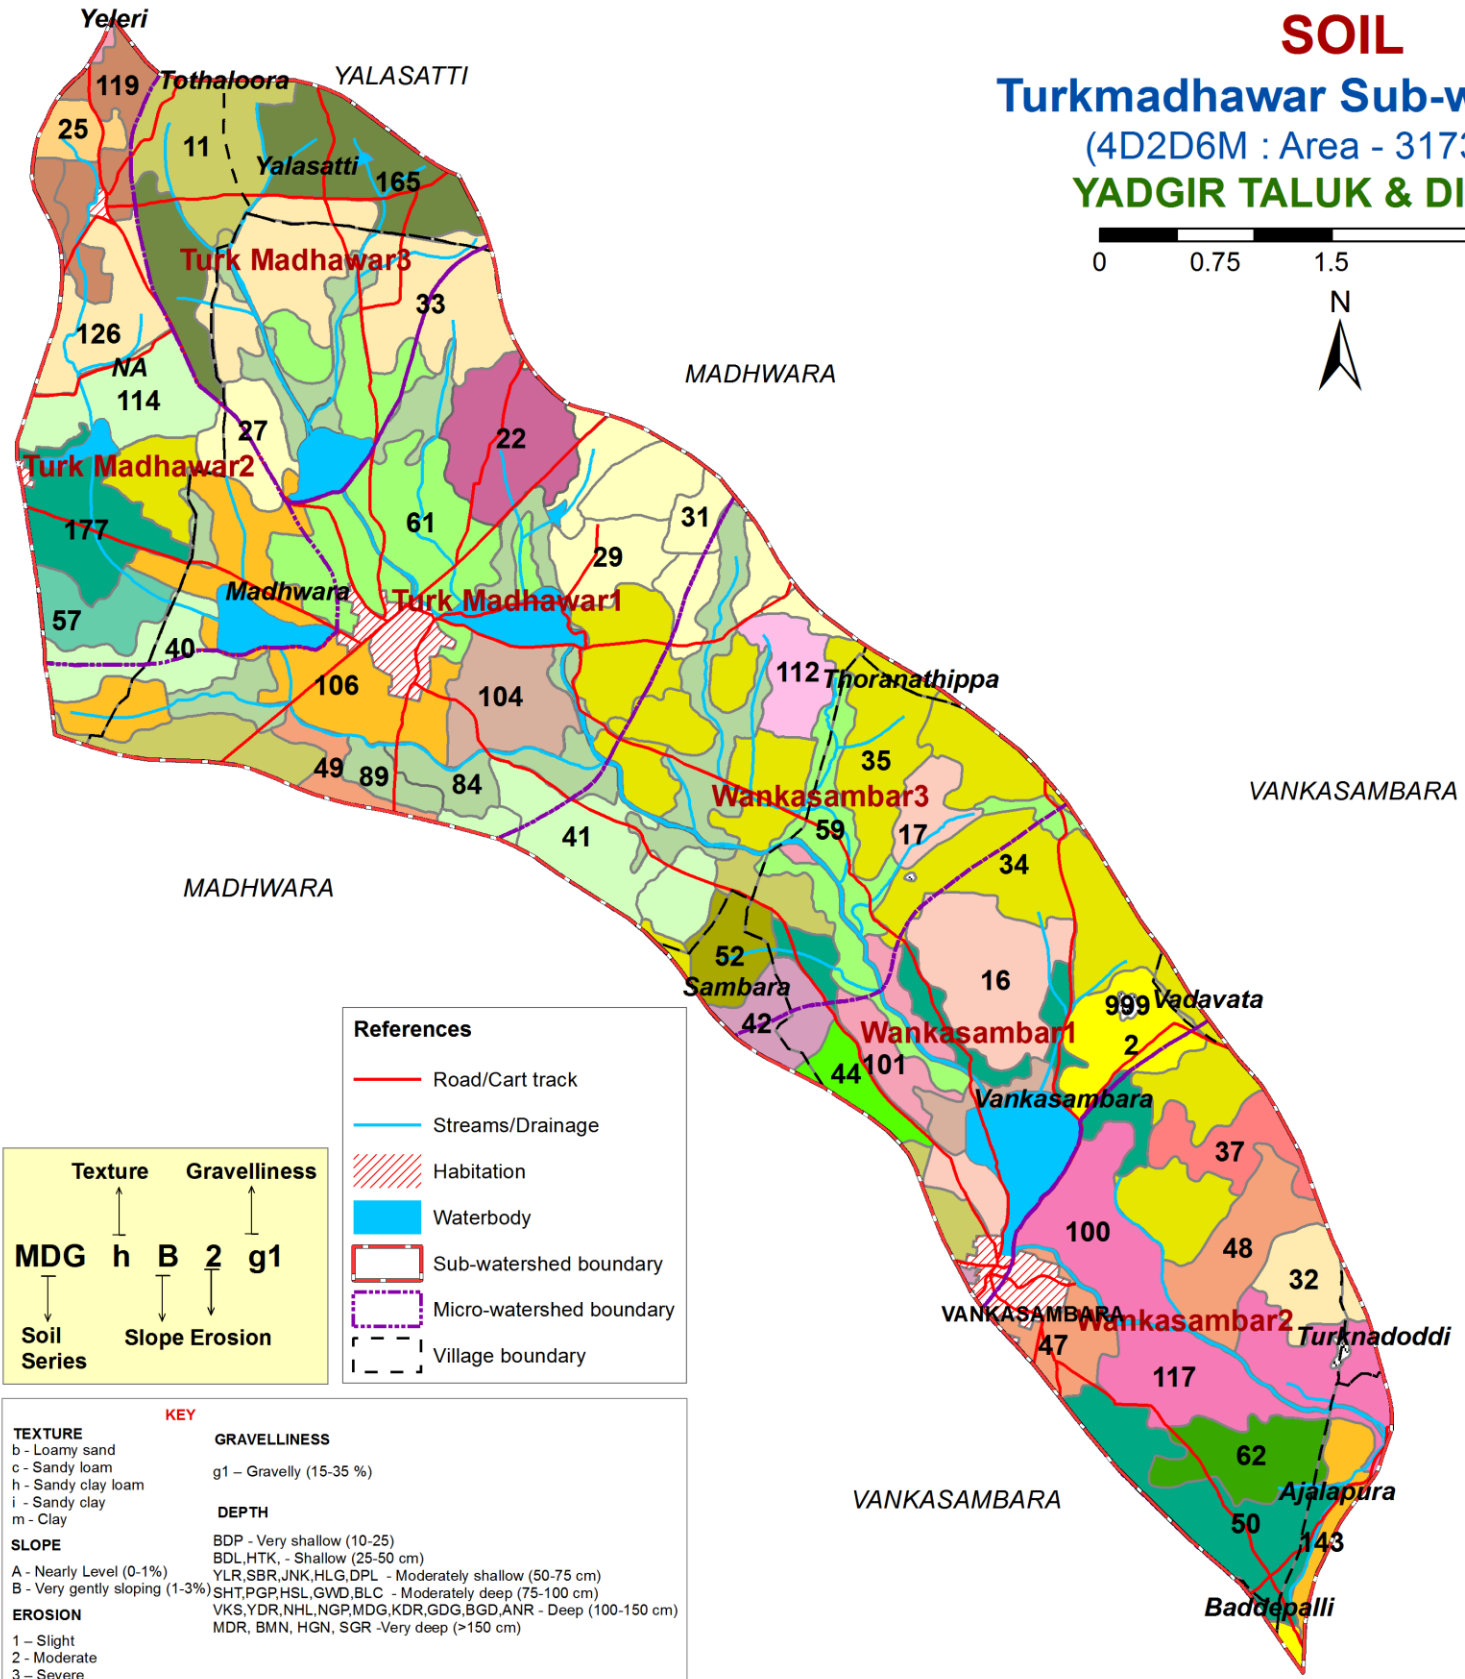 SOIL
Turkmadhawar Sub-w
(4D2D6M : Area - 3173
YADGIR TALUK & DI
0 0.75 1.5
N
Yeleri
119
Tothaloora
YALASATTI
25
11
Yalasatti
165
Turk Madhawar3
33
126
NA
114
MADHWARA
27
22
Turk Madhawar2
177
61
31
29
Madhwara
Turk Madhawar1
57
40
106
104
112
Thoranathippa
49
89
84
35
Wankasambar3
VANKASAMBARA
41
59
17
34
MADHWARA
52
Sambara
16
42
999
Vadavata
Wankasambar1
2
44
101
Vankasambara
37
100
48
32
VANKASAMBARA
Wankasambar2
Turknadoddi
47
117
62
VANKASAMBARA
Ajalapura
50
143
Baddepalli
References
Road/Cart track
Streams/Drainage
Habitation
Waterbody
Sub-watershed boundary
Micro-watershed boundary
Village boundary
Texture Gravelliness
MDG h B 2 g1
Soil
Series
Slope Erosion
KEY
TEXTURE
b - Loamy sand
c - Sandy loam
h - Sandy clay loam
i - Sandy clay
m - Clay
SLOPE
A - Nearly Level (0-1%)
B - Very gently sloping (1-3%)
EROSION
1 – Slight
2 - Moderate
3 – Severe
GRAVELLINESS
g1 – Gravelly (15-35 %)
DEPTH
BDP - Very shallow (10-25)
BDL,HTK, - Shallow (25-50 cm)
YLR,SBR,JNK,HLG,DPL - Moderately shallow (50-75 cm)
SHT,PGP,HSL,GWD,BLC - Moderately deep (75-100 cm)
VKS,YDR,NHL,NGP,MDG,KDR,GDG,BGD,ANR - Deep (100-150 cm)
MDR, BMN, HGN, SGR -Very deep (>150 cm)